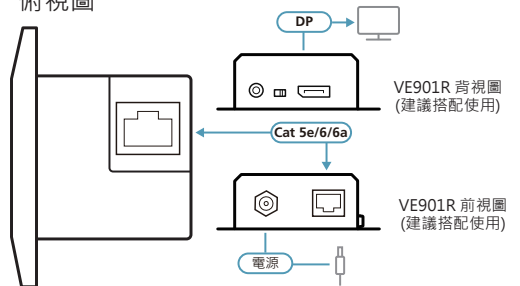 俯視圖
DP
VE901R 背視圖
(建議搭配使用)
Cat 5e/6/6a
VE901R 前視圖
(建議搭配使用)
電源